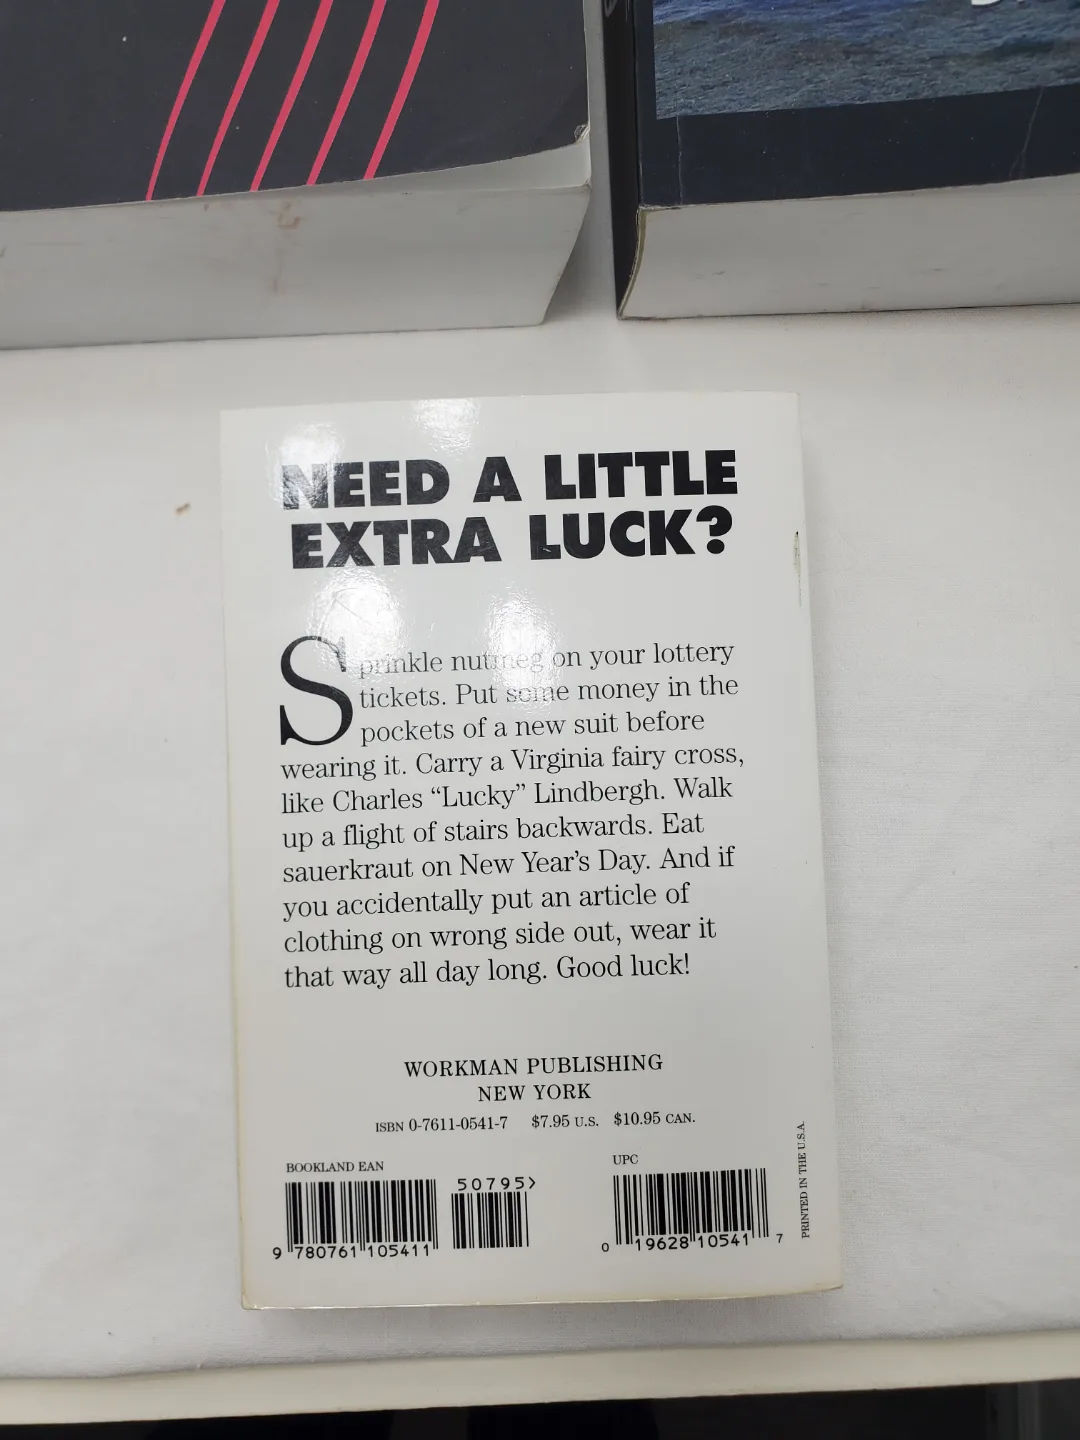 NEED A LITTLE
EXTRA LUCK?
Sprinkle nutmeg on your lottery
tickets. Put some money in the
pockets of a new suit before
wearing it. Carry a Virginia fairy cross,
like Charles “Lucky” Lindbergh. Walk
up a flight of stairs backwards. Eat
sauerkraut on New Year’s Day. And if
you accidentally put an article of
clothing on wrong side out, wear it
that way all day long. Good luck!
WORKMAN PUBLISHING
NEW YORK
ISBN 0-7611-0541-7 $7.95 U.S. $10.95 CAN.
BOOKLAND EAN
50795>
9 780761 105411
UPC
0 19628 10541 7
PRINTED IN THE U.S.A.